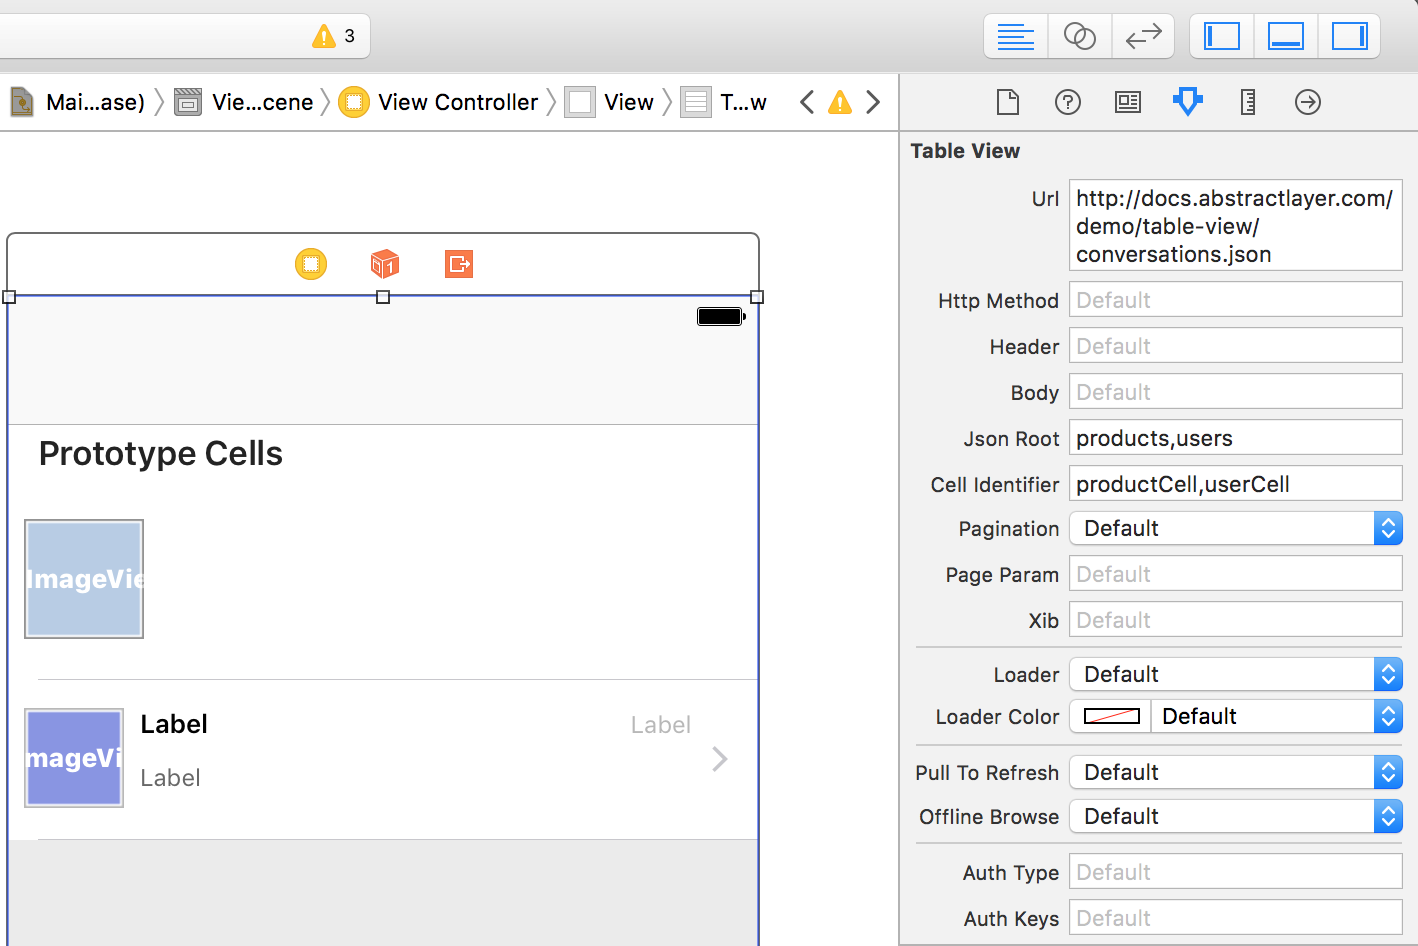 3
Mai...ase) Vie...cene View Controller View T...w
Table View
Url http://docs.abstractlayer.com/
demo/table-view/
conversations.json
Http Method Default
Header Default
Body Default
Json Root products,users
Cell Identifier productCell,userCell
Pagination Default
Page Param Default
Xib Default
Loader Default
Loader Color Default
Pull To Refresh Default
Offline Browse Default
Auth Type Default
Auth Keys Default
1
Prototype Cells
ImageVie
Label Label
mageVi
Label